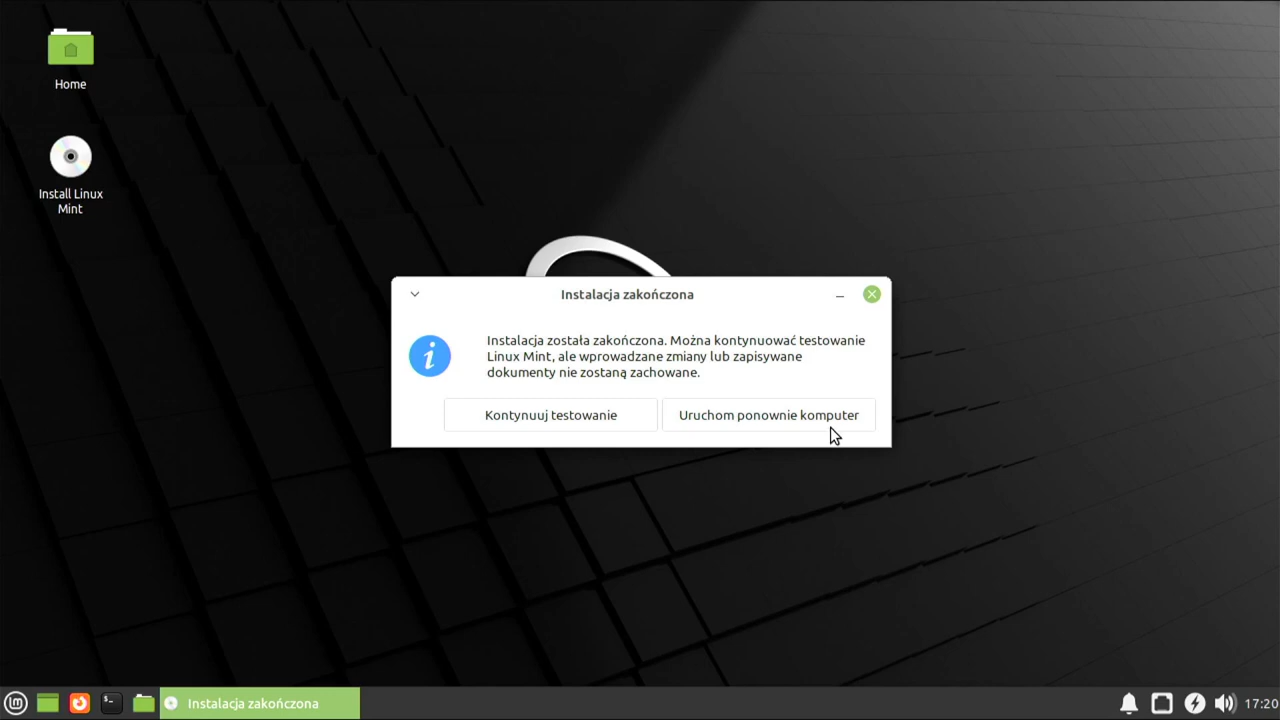 Home
Install Linux
Mint
Instalacja zakończona
Instalacja została zakończona. Można kontynuować testowanie
Linux Mint, ale wprowadzane zmiany lub zapisywane
dokumenty nie zostaną zachowane.
Kontynuuj testowanie
Uruchom ponownie komputer
Instalacja zakończona
17:20